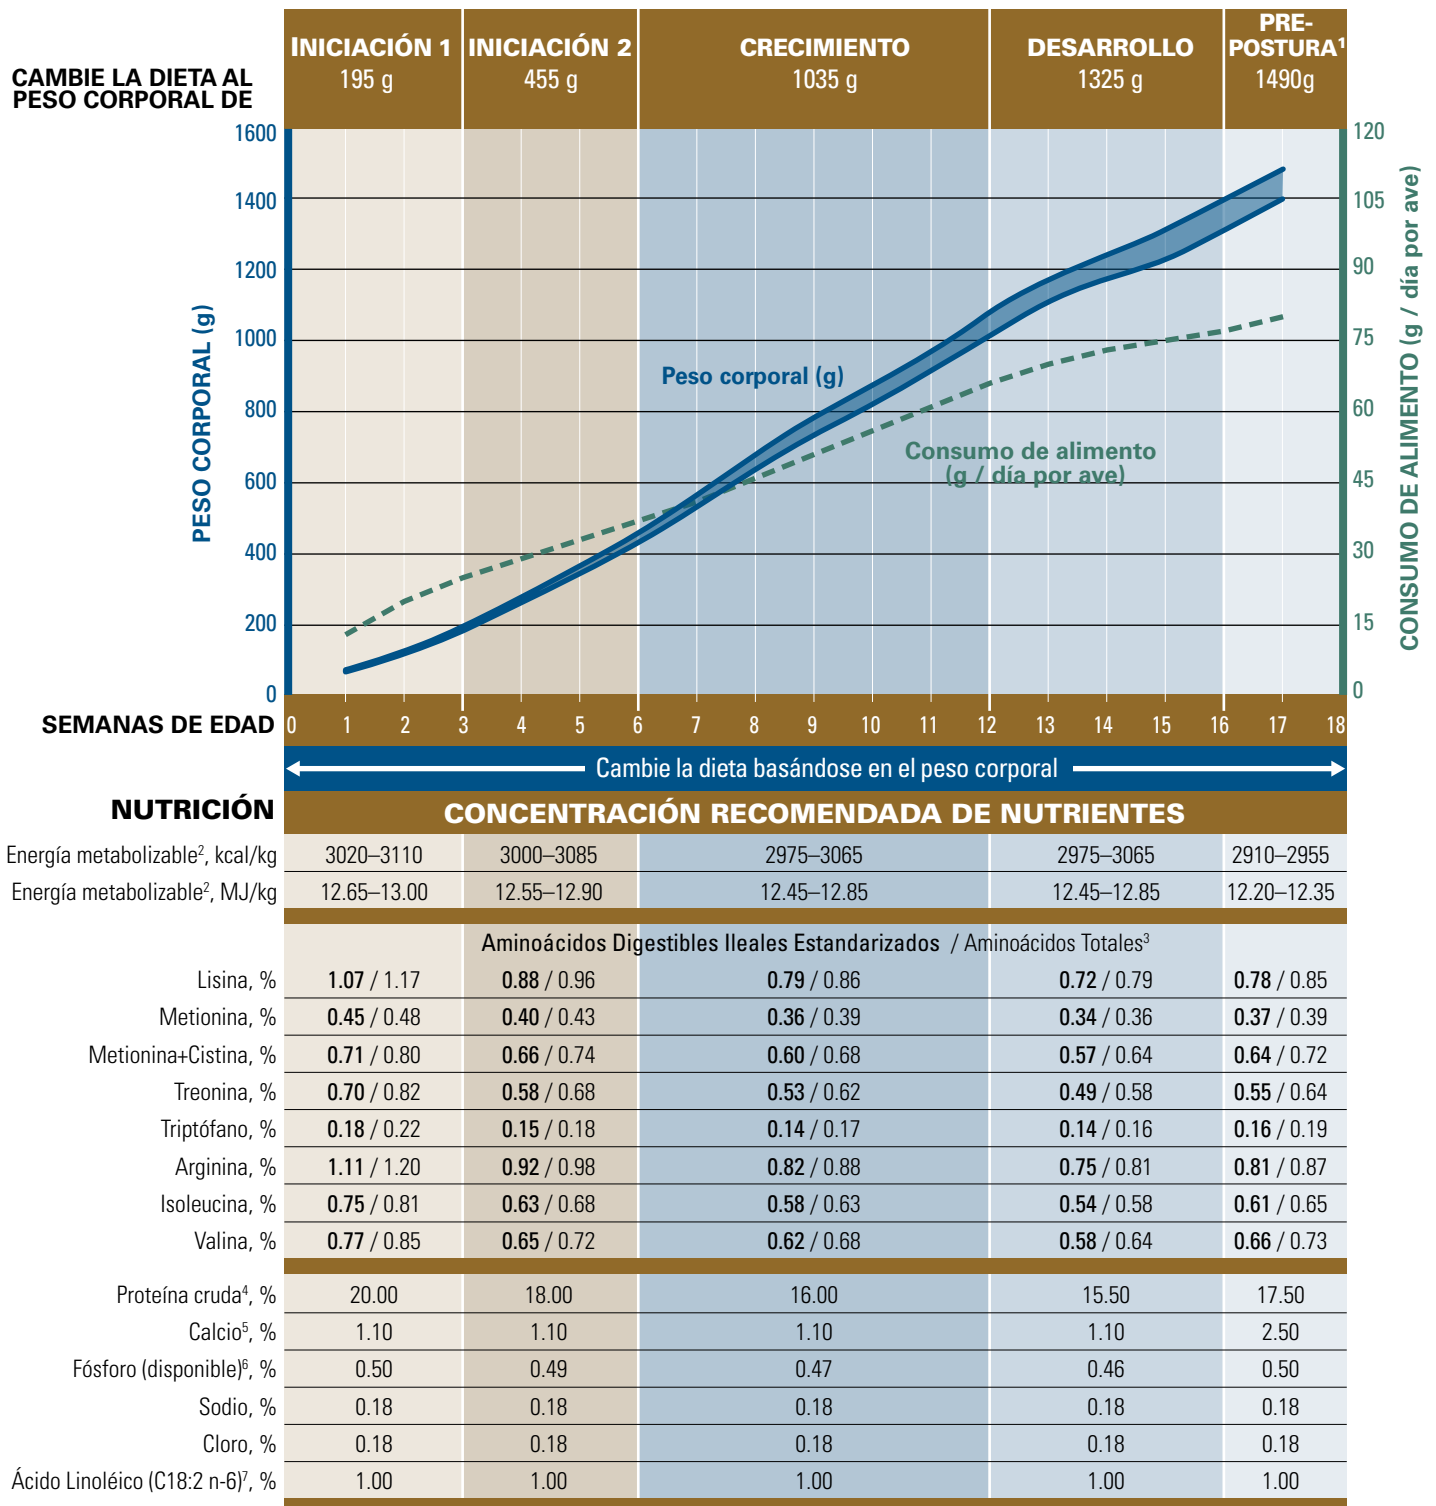 CAMBIE LA DIETA AL
PESO CORPORAL DE
INICIACIÓN 1
195 g
INICIACIÓN 2
455 g
CRECIMIENTO
1035 g
DESARROLLO
1325 g
PRE-
POSTURA¹
1490g
PESO CORPORAL (g)
1600
1400
1200
1000
800
600
400
200
0
Peso corporal (g)
Consumo de alimento
(g / día por ave)
120
105
90
75
60
45
30
15
0
CONSUMO DE ALIMENTO (g / día por ave)
SEMANAS DE EDAD 0 1 2 3 4 5 6 7 8 9 10 11 12 13 14 15 16 17 18
Cambie la dieta basándose en el peso corporal
NUTRICIÓN CONCENTRACIÓN RECOMENDADA DE NUTRIENTES
Energía metabolizable², kcal/kg 3020–3110 3000–3085 2975–3065 2975–3065 2910–2955
Energía metabolizable², MJ/kg 12.65–13.00 12.55–12.90 12.45–12.85 12.45–12.85 12.20–12.35
Aminoácidos Digestibles Ileales Estandarizados / Aminoácidos Totales³
Lisina, % 1.07 / 1.17 0.88 / 0.96 0.79 / 0.86 0.72 / 0.79 0.78 / 0.85
Metionina, % 0.45 / 0.48 0.40 / 0.43 0.36 / 0.39 0.34 / 0.36 0.37 / 0.39
Metionina+Cistina, % 0.71 / 0.80 0.66 / 0.74 0.60 / 0.68 0.57 / 0.64 0.64 / 0.72
Treonina, % 0.70 / 0.82 0.58 / 0.68 0.53 / 0.62 0.49 / 0.58 0.55 / 0.64
Triptófano, % 0.18 / 0.22 0.15 / 0.18 0.14 / 0.17 0.14 / 0.16 0.16 / 0.19
Arginina, % 1.11 / 1.20 0.92 / 0.98 0.82 / 0.88 0.75 / 0.81 0.81 / 0.87
Isoleucina, % 0.75 / 0.81 0.63 / 0.68 0.58 / 0.63 0.54 / 0.58 0.61 / 0.65
Valina, % 0.77 / 0.85 0.65 / 0.72 0.62 / 0.68 0.58 / 0.64 0.66 / 0.73
Proteína cruda⁴, % 20.00 18.00 16.00 15.50 17.50
Calcio⁵, % 1.10 1.10 1.10 1.10 2.50
Fósforo (disponible)⁶, % 0.50 0.49 0.47 0.46 0.50
Sodio, % 0.18 0.18 0.18 0.18 0.18
Cloro, % 0.18 0.18 0.18 0.18 0.18
Ácido Linoléico (C18:2 n-6)⁷, % 1.00 1.00 1.00 1.00 1.00